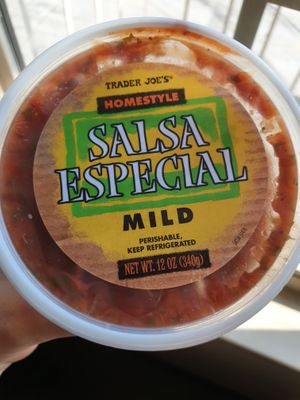 TRADER JOE'S®
HOMESTYLE
SALSA
ESPECIAL
MILD
PERISHABLE,
KEEP REFRIGERATED
NET WT. 12 OZ (340g)